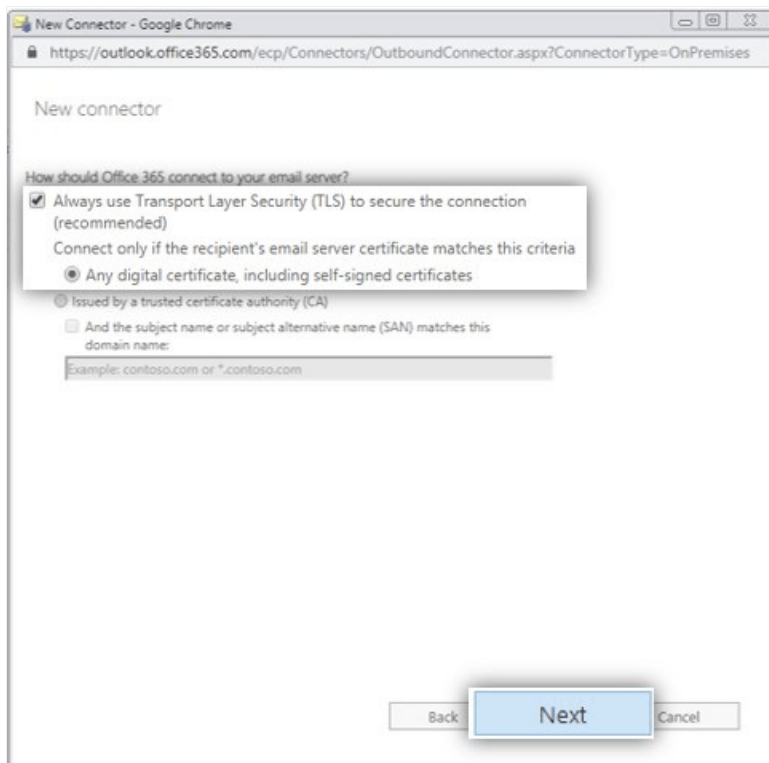 New Connector - Google Chrome
https://outlook.office365.com/ecp/Connectors/OutboundConnector.aspx?ConnectorType=OnPremises
New connector
How should Office 365 connect to your email server?
Always use Transport Layer Security (TLS) to secure the connection
(recommended)
Connect only if the recipient's email server certificate matches this criteria
Any digital certificate, including self-signed certificates
Issued by a trusted certificate authority (CA)
And the subject name or subject alternative name (SAN) matches this
domain name:
Example: contoso.com or *.contoso.com
Back Next Cancel